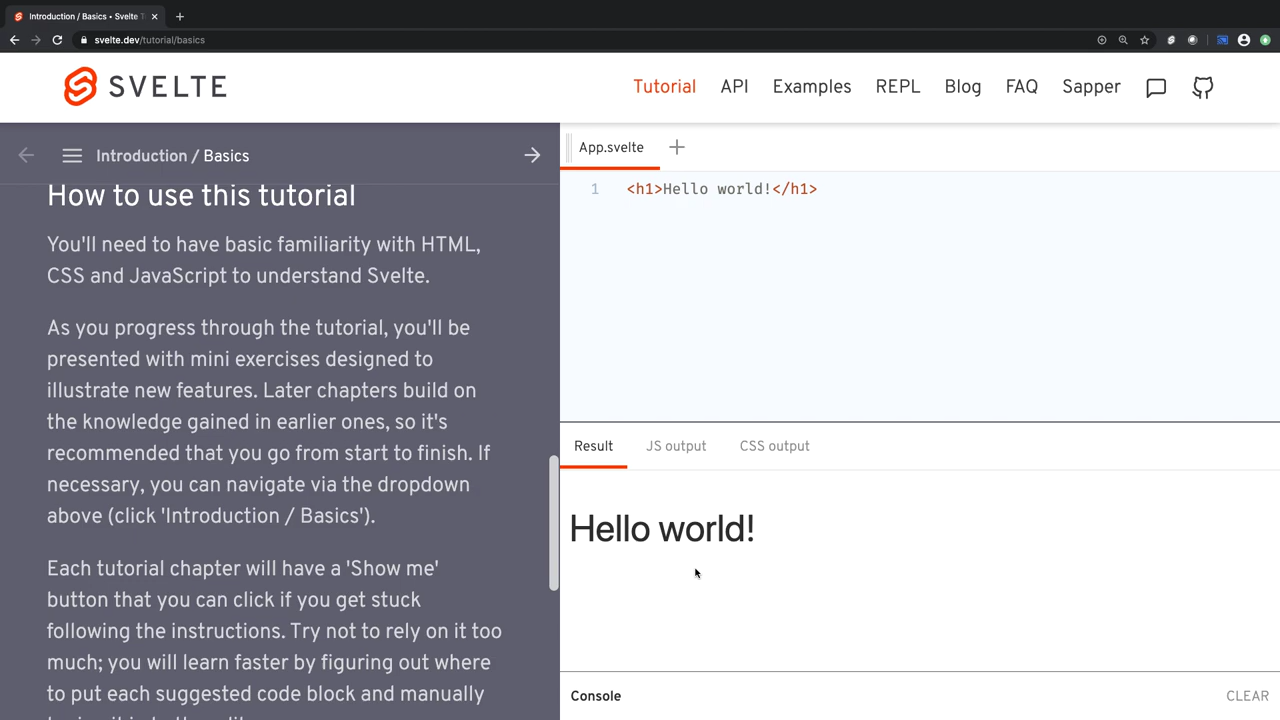 Introduction / Basics • Svelte
svelte.dev/tutorial/basics
SVELTE
Tutorial API Examples REPL Blog FAQ Sapper
Introduction / Basics
How to use this tutorial
You'll need to have basic familiarity with HTML,
CSS and JavaScript to understand Svelte.
As you progress through the tutorial, you'll be
presented with mini exercises designed to
illustrate new features. Later chapters build on
the knowledge gained in earlier ones, so it's
recommended that you go from start to finish. If
necessary, you can navigate via the dropdown
above (click 'Introduction / Basics').
Each tutorial chapter will have a 'Show me'
button that you can click if you get stuck
following the instructions. Try not to rely on it too
much; you will learn faster by figuring out where
to put each suggested code block and manually
App.svelte
1 <h1>Hello world!</h1>
Result JS output CSS output
Hello world!
Console CLEAR